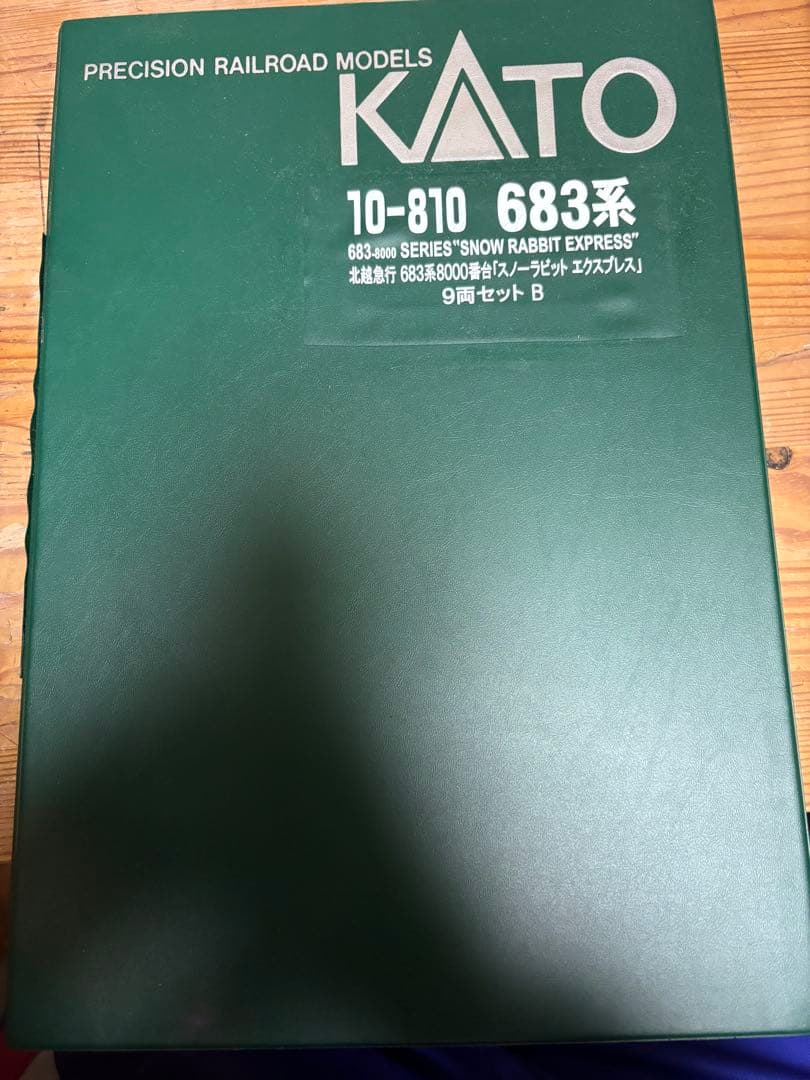 PRECISION RAILROAD MODELS
KATO
10-810 683系
683-8000 SERIES "SNOW RABBIT EXPRESS"
北越急行 683系8000番台「スノーラビット エクスプレス」
9両セット B